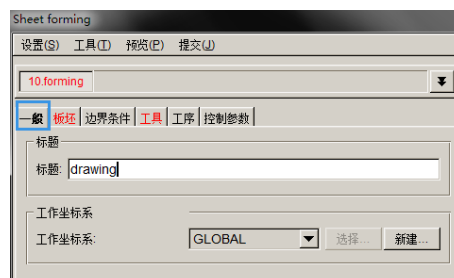 Sheet forming
设置(S) 工具(T) 预览(P) 提交(J)
10.forming
一般 板坯 边界条件 工具 工序 控制参数
标题
标题: drawing
工作坐标系
工作坐标系: GLOBAL 选择... 新建...